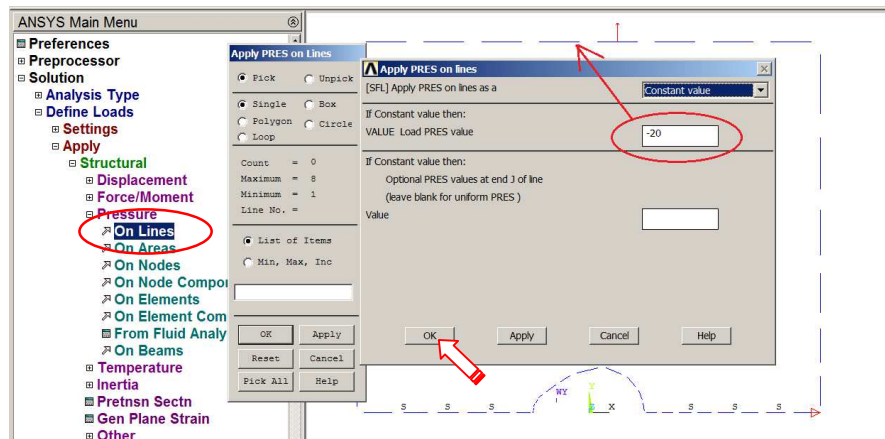 ANSYS Main Menu
Preferences
Preprocessor
Solution
Analysis Type
Define Loads
Settings
Apply
Structural
Displacement
Force/Moment
Pressure
On Lines
On Areas
On Nodes
On Node Compo
On Elements
On Element Com
From Fluid Analy
On Beams
Temperature
Inertia
Pretnsn Sectn
Gen Plane Strain
Other
Apply PRES on Lines
Pick Unpick
Single Box
Polygon Circle
Loop
Count = 0
Maximum = 8
Minimum = 1
Line No. =
List of Items
Min, Max, Inc
OK Apply
Reset Cancel
Pick All Help
Apply PRES on lines
[SFL] Apply PRES on lines as a Constant value
If Constant value then:
VALUE Load PRES value -20
If Constant value then:
Optional PRES values at end J of line
(leave blank for uniform PRES )
Value
OK Apply Cancel Help
WY Y
S S S X S S S